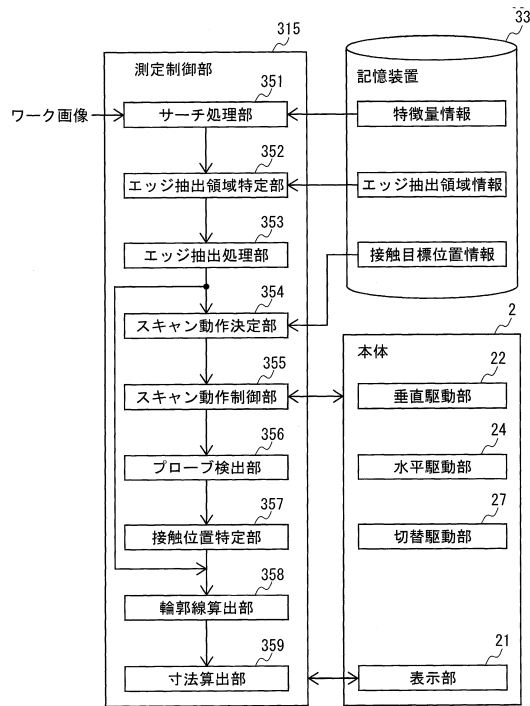 315
測定制御部
ワーク画像
351
サーチ処理部
352
エッジ抽出領域特定部
353
エッジ抽出処理部
354
スキャン動作決定部
355
スキャン動作制御部
356
プローブ検出部
357
接触位置特定部
358
輪郭線算出部
359
寸法算出部
33
記憶装置
特徴量情報
エッジ抽出領域情報
接触目標位置情報
2
本体
22
垂直駆動部
24
水平駆動部
27
切替駆動部
21
表示部